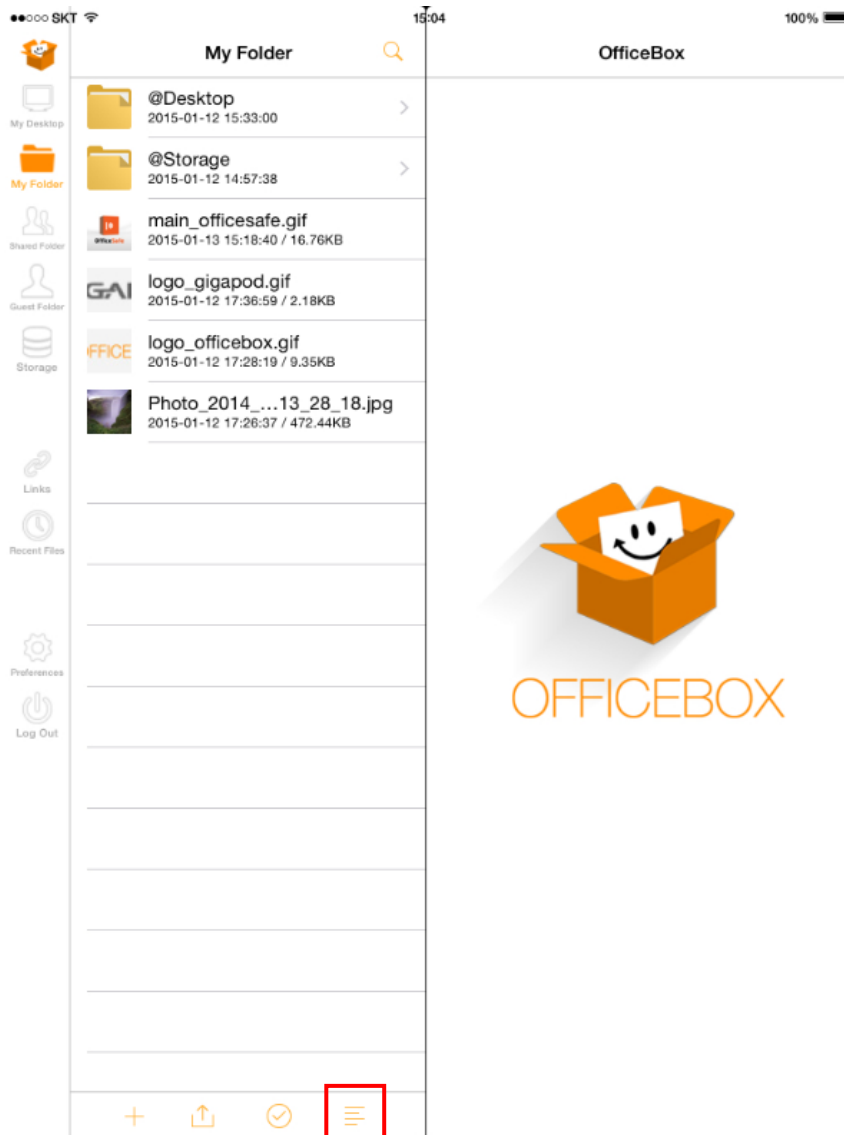 SKT 15:04 100%
My Folder
OfficeBox
My Desktop
My Folder
Shared Folder
Guest Folder
Storage
Links
Recent Files
Preferences
Log Out
@Desktop
2015-01-12 15:33:00
@Storage
2015-01-12 14:57:38
main_officesafe.gif
2015-01-13 15:18:40 / 16.76KB
logo_gigapod.gif
2015-01-12 17:36:59 / 2.18KB
GAI
logo_officebox.gif
2015-01-12 17:28:19 / 9.35KB
FFICE
Photo_2014_...13_28_18.jpg
2015-01-12 17:26:37 / 472.44KB
OFFICEBOX